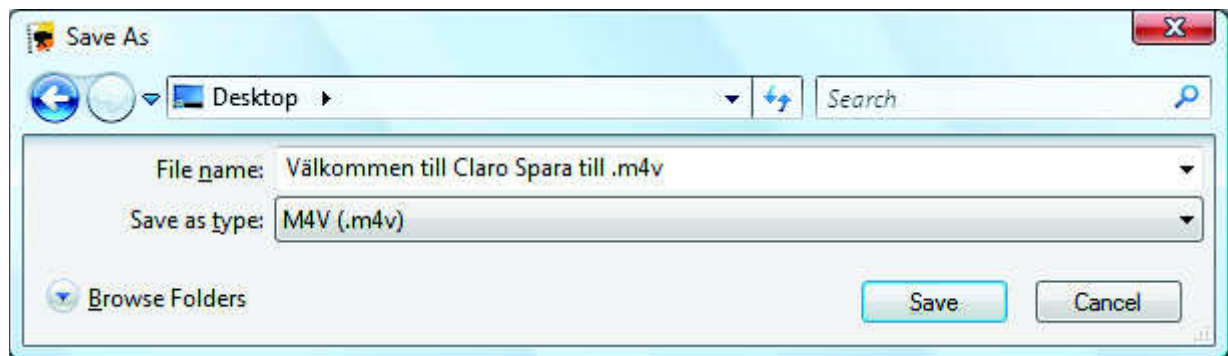 Save As
Desktop
Search
File name: Välkommen till Claro Spara till .m4v
Save as type: M4V (.m4v)
Browse Folders Save Cancel